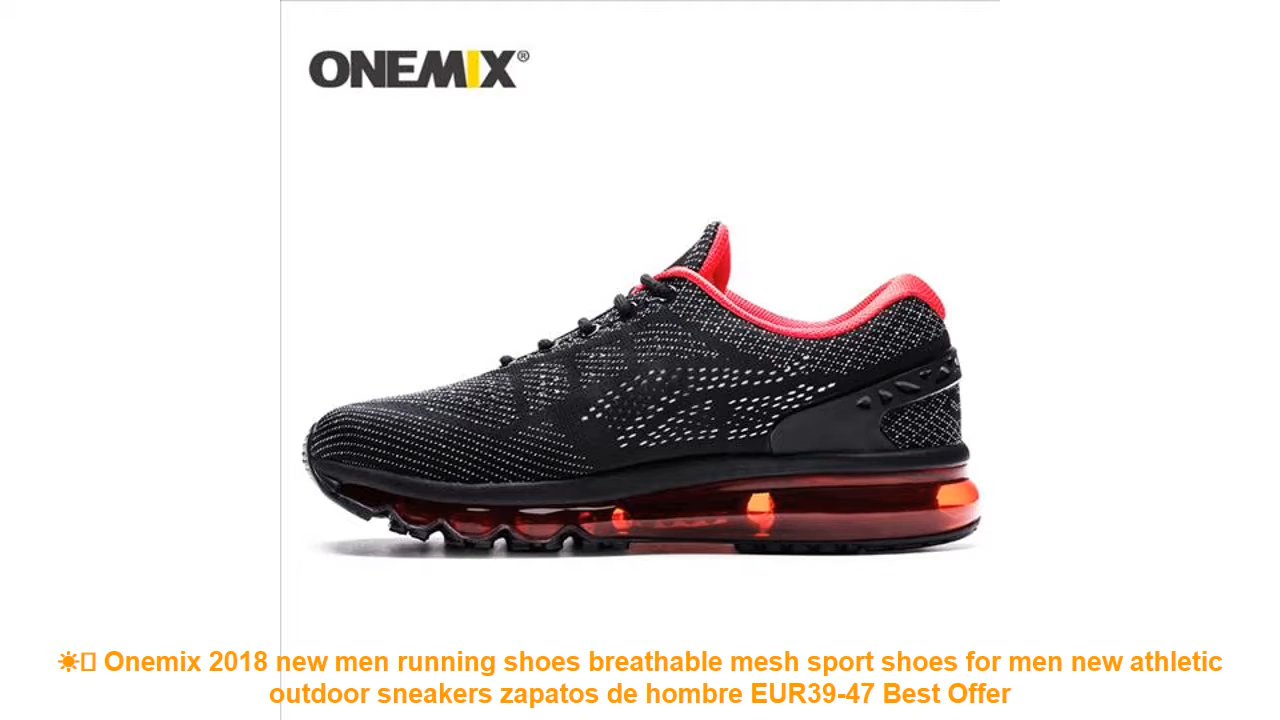 ONEMIX®
☀️ Onemix 2018 new men running shoes breathable mesh sport shoes for men new athletic
outdoor sneakers zapatos de hombre EUR39-47 Best Offer